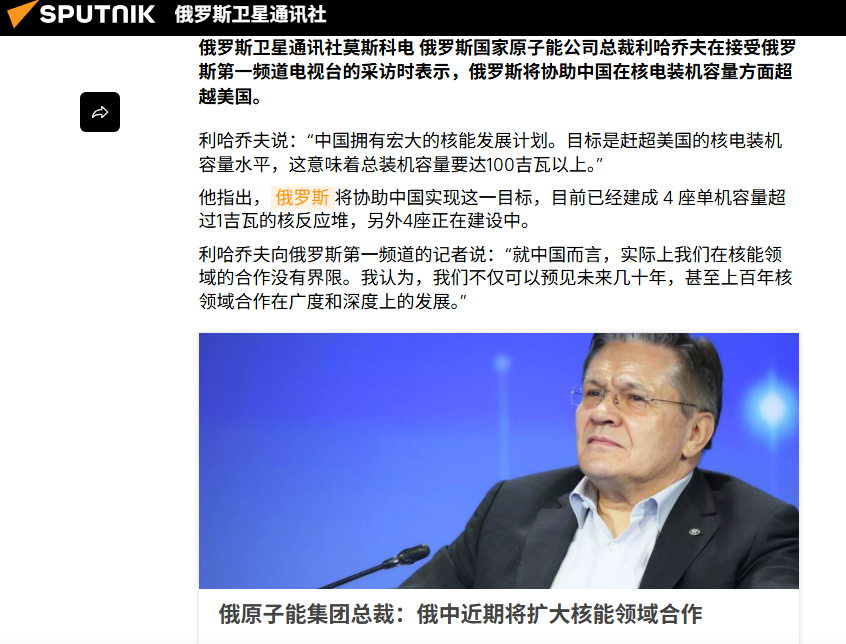 SPUTNIK 俄罗斯卫星通讯社
俄罗斯卫星通讯社莫斯科电 俄罗斯国家原子能公司总裁利哈乔夫在接受俄罗
斯第一频道电视台的采访时表示，俄罗斯将协助中国在核电装机容量方面超
越美国。
利哈乔夫说：“中国拥有宏大的核能发展计划。目标是赶超美国的核电装机
容量水平，这意味着总装机容量要达100吉瓦以上。”
他指出，俄罗斯将协助中国实现这一目标，目前已经建成 4 座单机容量超
过1吉瓦的核反应堆，另外4座正在建设中。
利哈乔夫向俄罗斯第一频道的记者说：“就中国而言，实际上我们在核能领
域的合作没有界限。我认为，我们不仅可以预见未来几十年，甚至上百年核
领域合作在广度和深度上的发展。”
俄原子能集团总裁：俄中近期将扩大核能领域合作